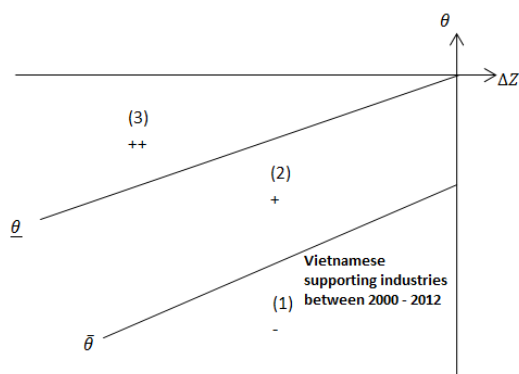 θ
ΔZ
(3)
++
(2)
+
θ
Vietnamese
supporting industries
between 2000 - 2012
(1)
-
θ̄